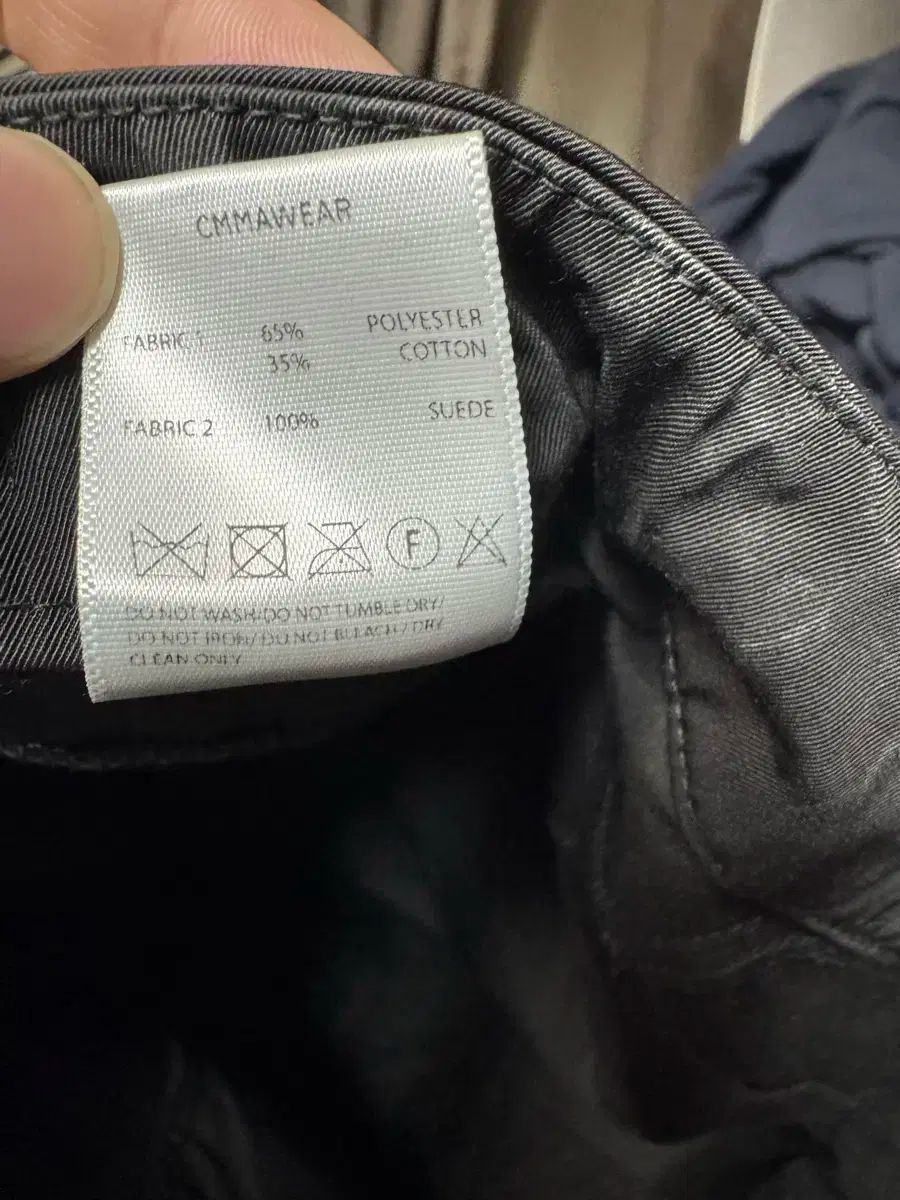 CMMAWEAR
FABRIC 1 65% POLYESTER
35% COTTON
FABRIC 2 100% SUEDE
F
DO NOT WASH/DO NOT TUMBLE DRY/
DO NOT IRON/DO NOT BLEACH/DRY
CLEAN ONLY